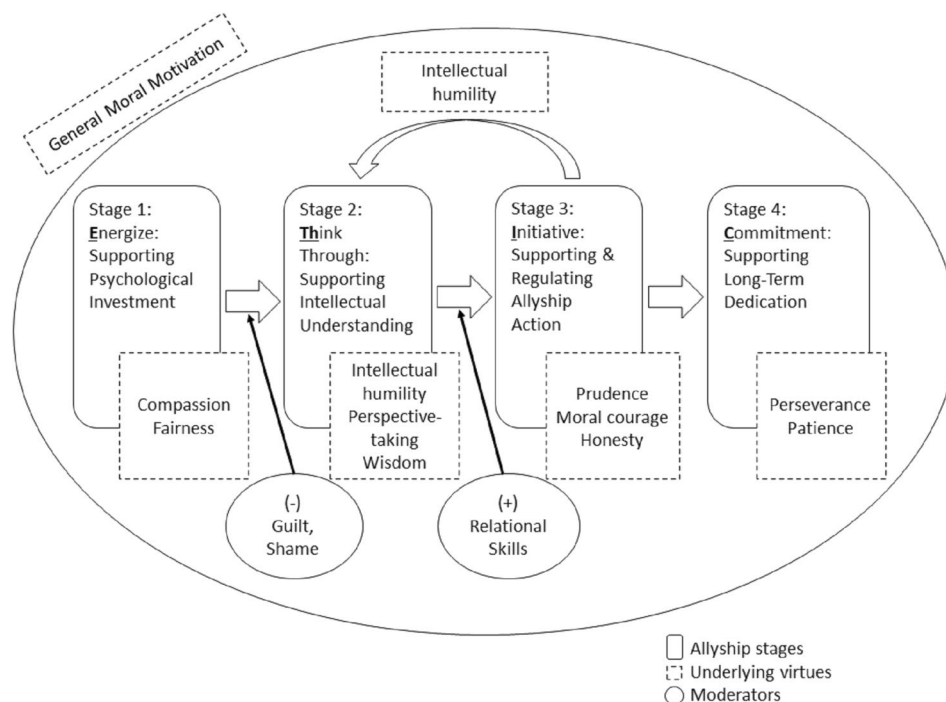 General Moral Motivation
Intellectual
humility
Stage 1:
Energize:
Supporting
Psychological
Investment
Compassion
Fairness
Stage 2:
Think
Through:
Supporting
Intellectual
Understanding
Intellectual
humility
Perspective-
taking
Wisdom
Stage 3:
Initiative:
Supporting &
Regulating
Allyship
Action
Prudence
Moral courage
Honesty
Stage 4:
Commitment:
Supporting
Long-Term
Dedication
Perseverance
Patience
(-)
Guilt,
Shame
(+)
Relational
Skills
Allyship stages
Underlying virtues
Moderators